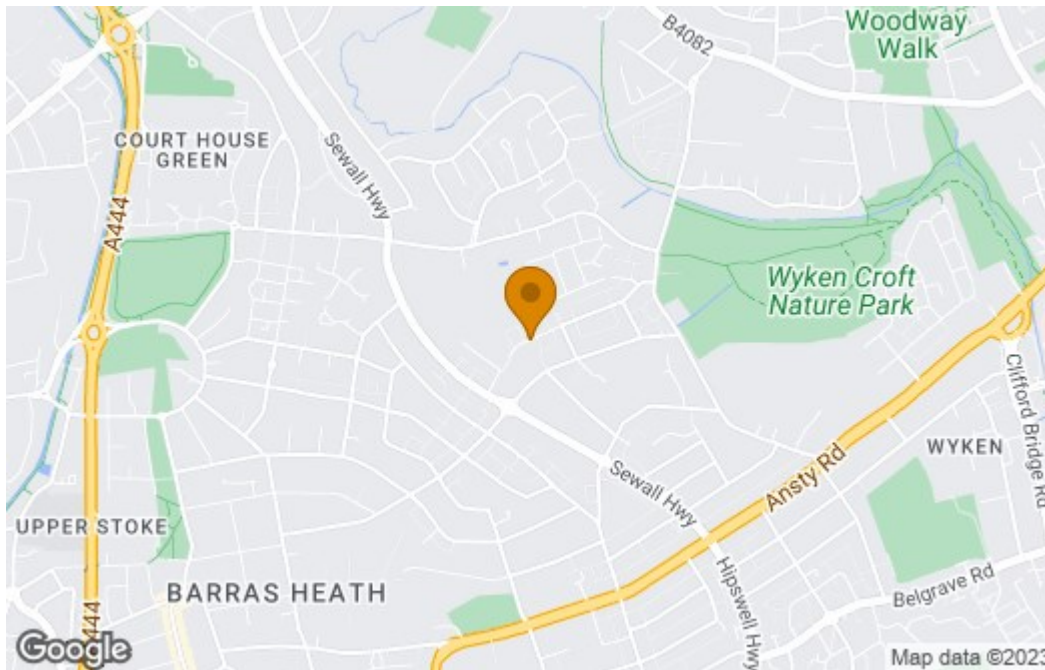 Woodway
Walk
B4082
COURT HOUSE
GREEN
Sewall Hwy
A444
Wyken Croft
Nature Park
Clifford Bridge Rd
WYKEN
Ansty Rd
Sewall Hwy
UPPER STOKE
Hipswell Hwy
BARRAS HEATH
Belgrave Rd
444
Google
Map data ©2023